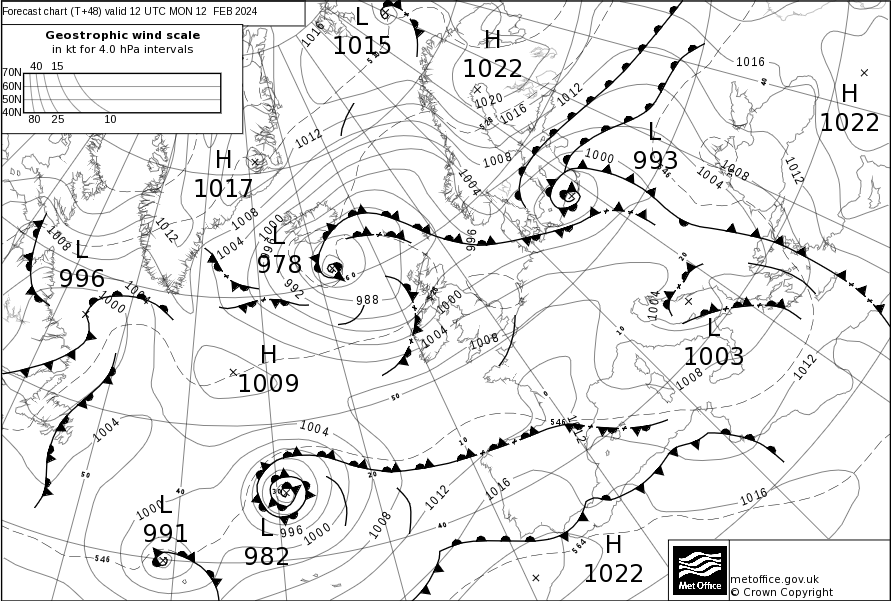 Forecast chart (T+48) valid 12 UTC MON 12 FEB 2024
Geostrophic wind scale
in kt for 4.0 hPa intervals
40 15
70N
60N
50N
40N
80 25 10
L
1015
H
1022
H
1022
L
993
H
1017
L
996
L
978
H
1009
L
1003
L
991
L
982
H
1022
1016
1012
1020
1016
528
1012
1008
1004
1000
1016
40
1008
1004
1012
1008
1012
1008
1004
1000
996
992
988
60
1004
1000
996
1000
1004
1008
50
10
0
20
1004
1008
1012
1004
1004
50
40
1000
546
30
996
1000
1008
1012
1016
20
10
40
546
1012
564
1016
Met Office
metoffice.gov.uk
© Crown Copyright